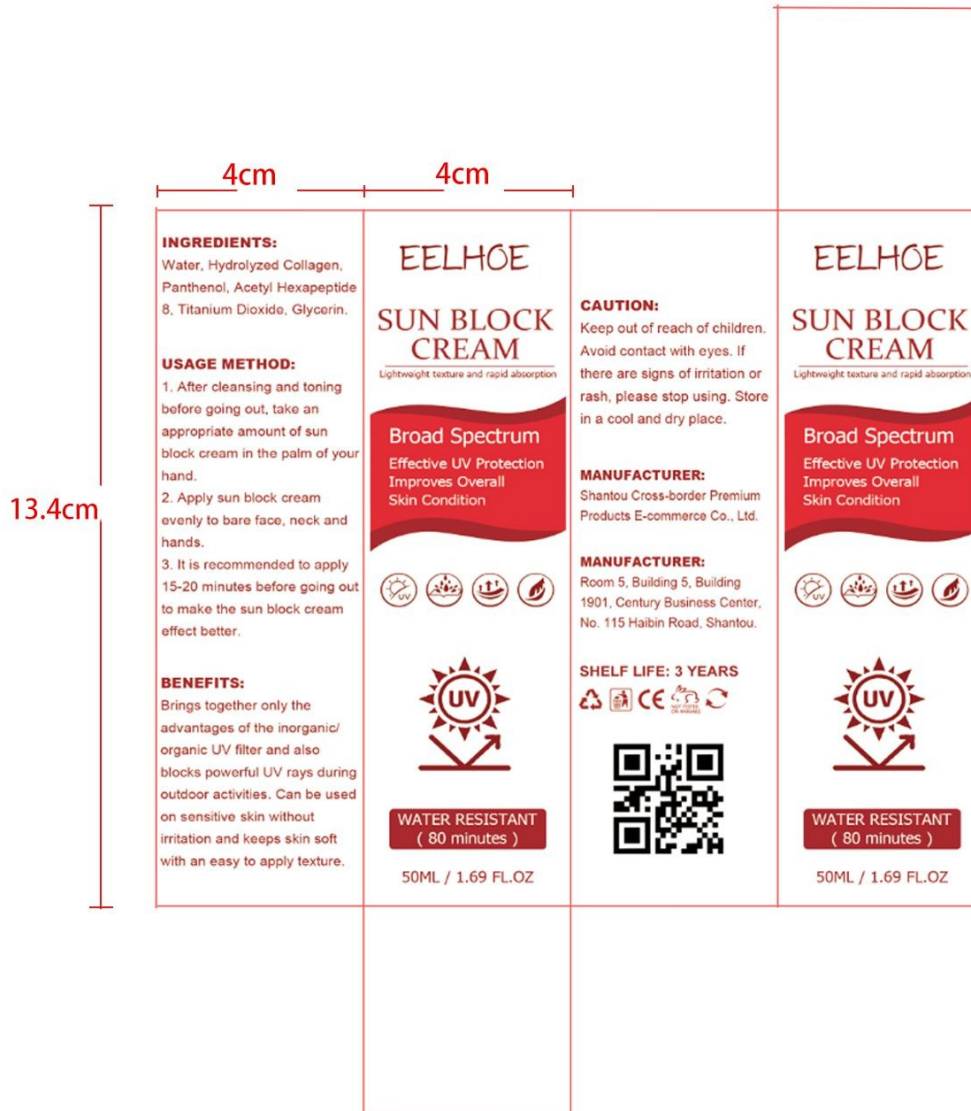 4cm
4cm
13.4cm
INGREDIENTS:
Water, Hydrolyzed Collagen,
Panthenol, Acetyl Hexapeptide
8, Titanium Dioxide, Glycerin.
USAGE METHOD:
1. After cleansing and toning
before going out, take an
appropriate amount of sun
block cream in the palm of your
hand.
2. Apply sun block cream
evenly to bare face, neck and
hands.
3. It is recommended to apply
15-20 minutes before going out
to make the sun block cream
effect better.
BENEFITS:
Brings together only the
advantages of the inorganic/
organic UV filter and also
blocks powerful UV rays during
outdoor activities. Can be used
on sensitive skin without
irritation and keeps skin soft
with an easy to apply texture.
EELHOE
SUN BLOCK
CREAM
Lightweight texture and rapid absorption
Broad Spectrum
Effective UV Protection
Improves Overall
Skin Condition
UV
UV
WATER RESISTANT
( 80 minutes )
50ML / 1.69 FL.OZ
CAUTION:
Keep out of reach of children.
Avoid contact with eyes. If
there are signs of irritation or
rash, please stop using. Store
in a cool and dry place.
MANUFACTURER:
Shantou Cross-border Premium
Products E-commerce Co., Ltd.
MANUFACTURER:
Room 5, Building 5, Building
1901, Century Business Center,
No. 115 Haibin Road, Shantou.
SHELF LIFE: 3 YEARS
CE
NOT TESTED
ON ANIMALS
EELHOE
SUN BLOCK
CREAM
Lightweight texture and rapid absorption
Broad Spectrum
Effective UV Protection
Improves Overall
Skin Condition
UV
UV
WATER RESISTANT
( 80 minutes )
50ML / 1.69 FL.OZ